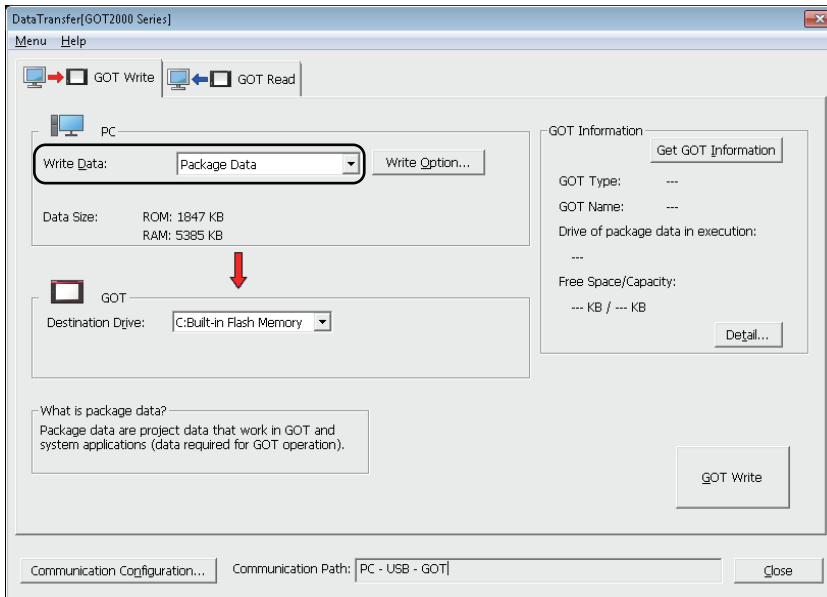 DataTransfer[GOT2000 Series]
Menu Help
GOT Write
GOT Read
PC
Write Data:
Package Data
Write Option...
Data Size:
ROM: 1847 KB
RAM: 5385 KB
GOT
Destination Drive:
C:Built-in Flash Memory
What is package data?
Package data are project data that work in GOT and
system applications (data required for GOT operation).
GOT Information
Get GOT Information
GOT Type: ---
GOT Name: ---
Drive of package data in execution:
---
Free Space/Capacity:
--- KB / --- KB
Detail...
GOT Write
Communication Configuration...
Communication Path:
PC - USB - GOT
Close